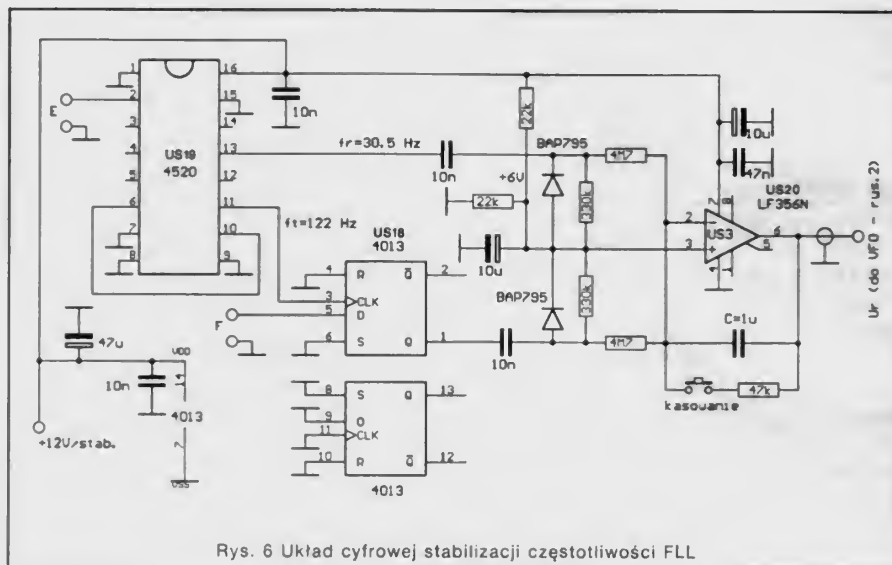 1
2
3
4
5
6
7
8
16
15
14
13
12
11
10
9
US19
4520
E
10n
fr=30.5 Hz
ft=122 Hz
10n
22k
+6V
22k
10u
BAP795
330k
4M7
BAP795
330k
4M7
10n
US18
4013
4 R Q̅ 2
3 CLK
5 D
6 S Q 1
F
8 S Q 13
9 D
11 CLK
10 R Q̅ 12
4013
47u
10n
VDD
14
4013
7
VSS
+12V/stab.
10u
47n
US20
LF356N
US3
7
8
2
-
3
+
6
5
4
1
C=1u
47k
kasowanie
Ur (do VFO - rus.2)
Rys. 6 Układ cyfrowej stabilizacji częstotliwości FLL